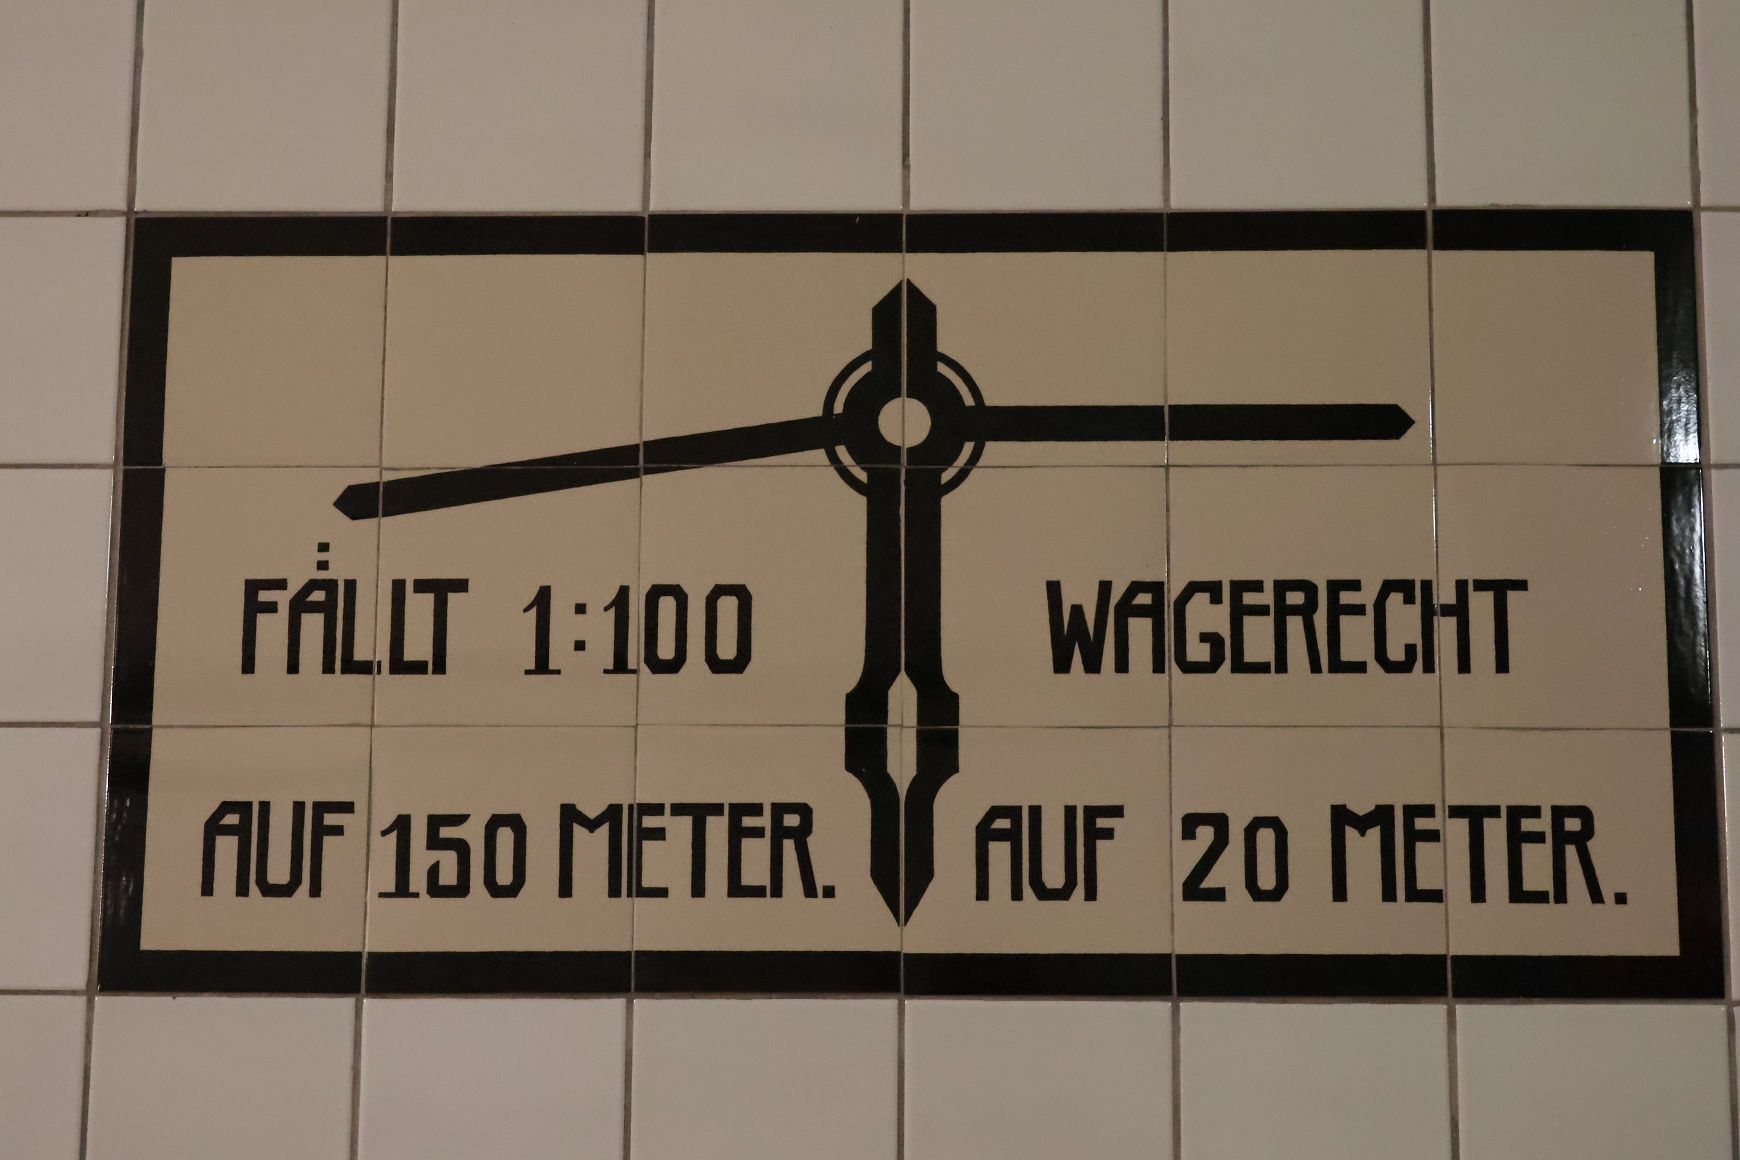 FÄLLT 1:100
AUF 150 METER.
WAGERECHT
AUF 20 METER.